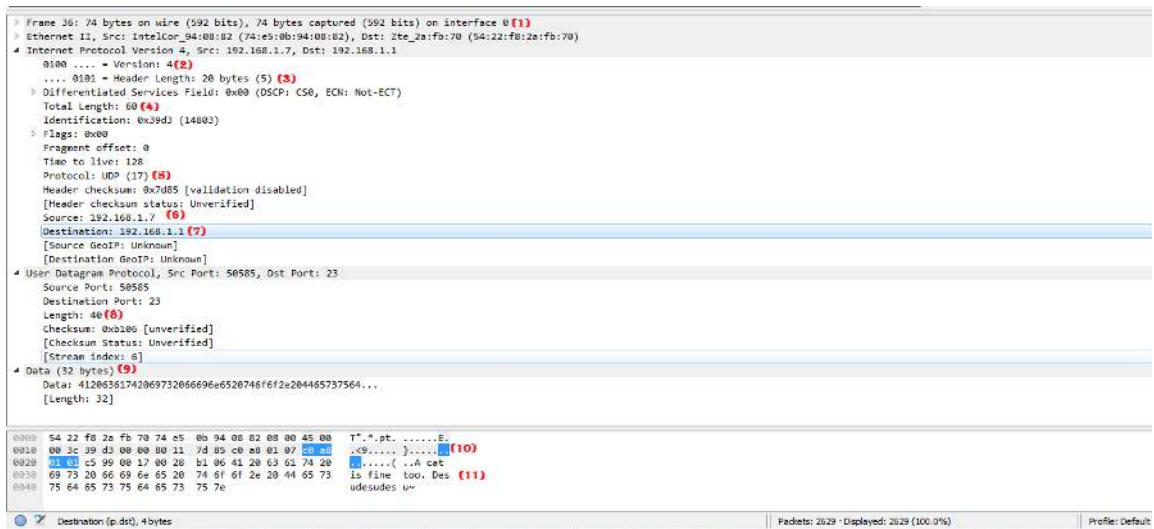 Frame 36: 74 bytes on wire (592 bits), 74 bytes captured (592 bits) on interface 0 (1)
Ethernet II, Src: IntelCor_94:08:82 (74:e5:0b:94:08:82), Dst: Zte_2a:fb:70 (54:22:f8:2a:fb:70)
Internet Protocol Version 4, Src: 192.168.1.7, Dst: 192.168.1.1
0100 .... = Version: 4 (2)
.... 0101 = Header Length: 20 bytes (5) (3)
Differentiated Services Field: 0x00 (DSCP: CS0, ECN: Not-ECT)
Total Length: 60 (4)
Identification: 0x39d3 (14803)
Flags: 0x00
Fragment offset: 0
Time to live: 128
Protocol: UDP (17) (5)
Header checksum: 0x7d85 [validation disabled]
[Header checksum status: Unverified]
Source: 192.168.1.7 (6)
Destination: 192.168.1.1 (7)
[Source GeoIP: Unknown]
[Destination GeoIP: Unknown]
User Datagram Protocol, Src Port: 50585, Dst Port: 23
Source Port: 50585
Destination Port: 23
Length: 40 (8)
Checksum: 0xb106 [unverified]
[Checksum Status: Unverified]
[Stream index: 6]
Data (32 bytes) (9)
Data: 41206361742069732066696e6520746f6f2e204465737564...
[Length: 32]
0000 54 22 f8 2a fb 70 74 e5 0b 94 08 82 08 00 45 00 T".*.pt. ......E.
0010 00 3c 39 d3 00 00 80 11 7d 85 c0 a8 01 07 c0 a8 .<9..... }....... (10)
0020 01 01 c5 99 00 17 00 28 b1 06 41 20 63 61 74 20 .......( ..A cat
0030 69 73 20 66 69 6e 65 20 74 6f 6f 2e 20 44 65 73 is fine too. Des (11)
0040 75 64 65 73 75 64 65 73 75 7e udesudes u~
Destination (ip.dst), 4 bytes Packets: 2629 · Displayed: 2629 (100.0%) Profile: Default